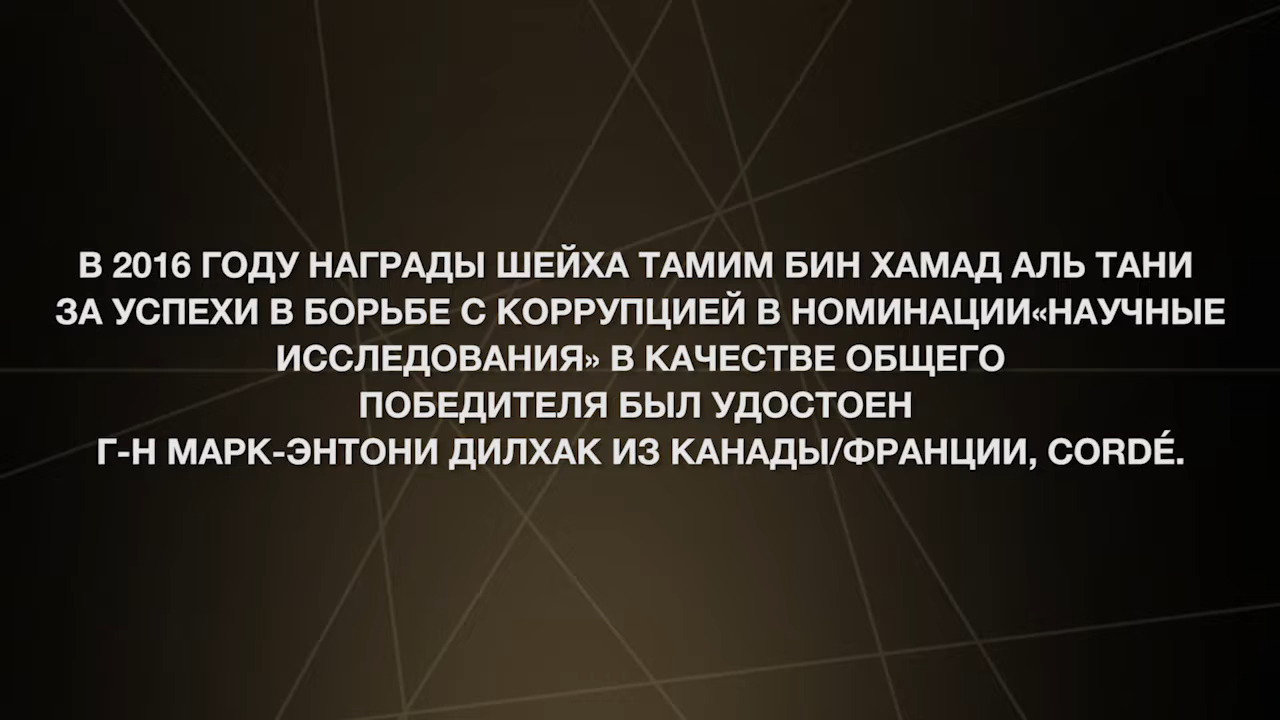 В 2016 ГОДУ НАГРАДЫ ШЕЙХА ТАМИМ БИН ХАМАД АЛЬ ТАНИ
ЗА УСПЕХИ В БОРЬБЕ С КОРРУПЦИЕЙ В НОМИНАЦИИ«НАУЧНЫЕ
ИССЛЕДОВАНИЯ» В КАЧЕСТВЕ ОБЩЕГО
ПОБЕДИТЕЛЯ БЫЛ УДОСТОЕН
Г-Н МАРК-ЭНТОНИ ДИЛХАК ИЗ КАНАДЫ/ФРАНЦИИ, CORDÉ.